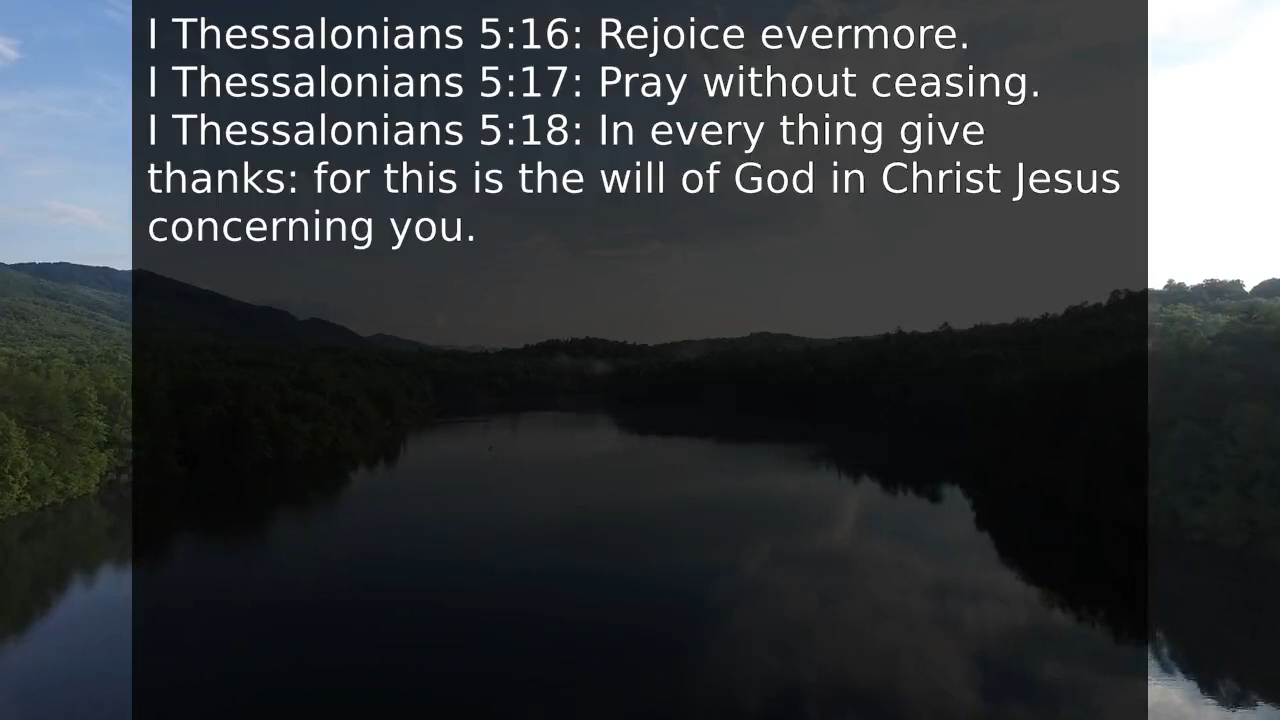 I Thessalonians 5:16: Rejoice evermore.
I Thessalonians 5:17: Pray without ceasing.
I Thessalonians 5:18: In every thing give
thanks: for this is the will of God in Christ Jesus
concerning you.